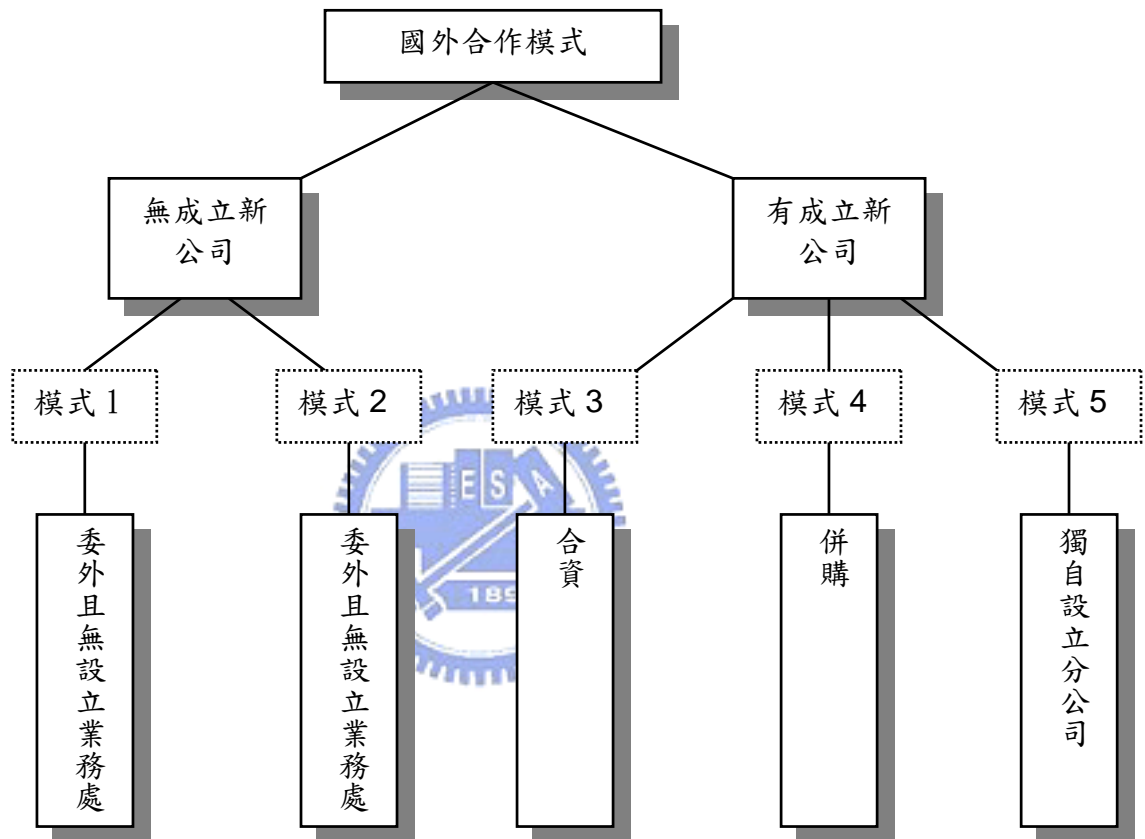 國外合作模式
無成立新
公司
有成立新
公司
模式1
模式2
模式3
模式4
模式5
委外且無設立業務處
委外且無設立業務處
合資
併購
獨自設立分公司
ESA
189